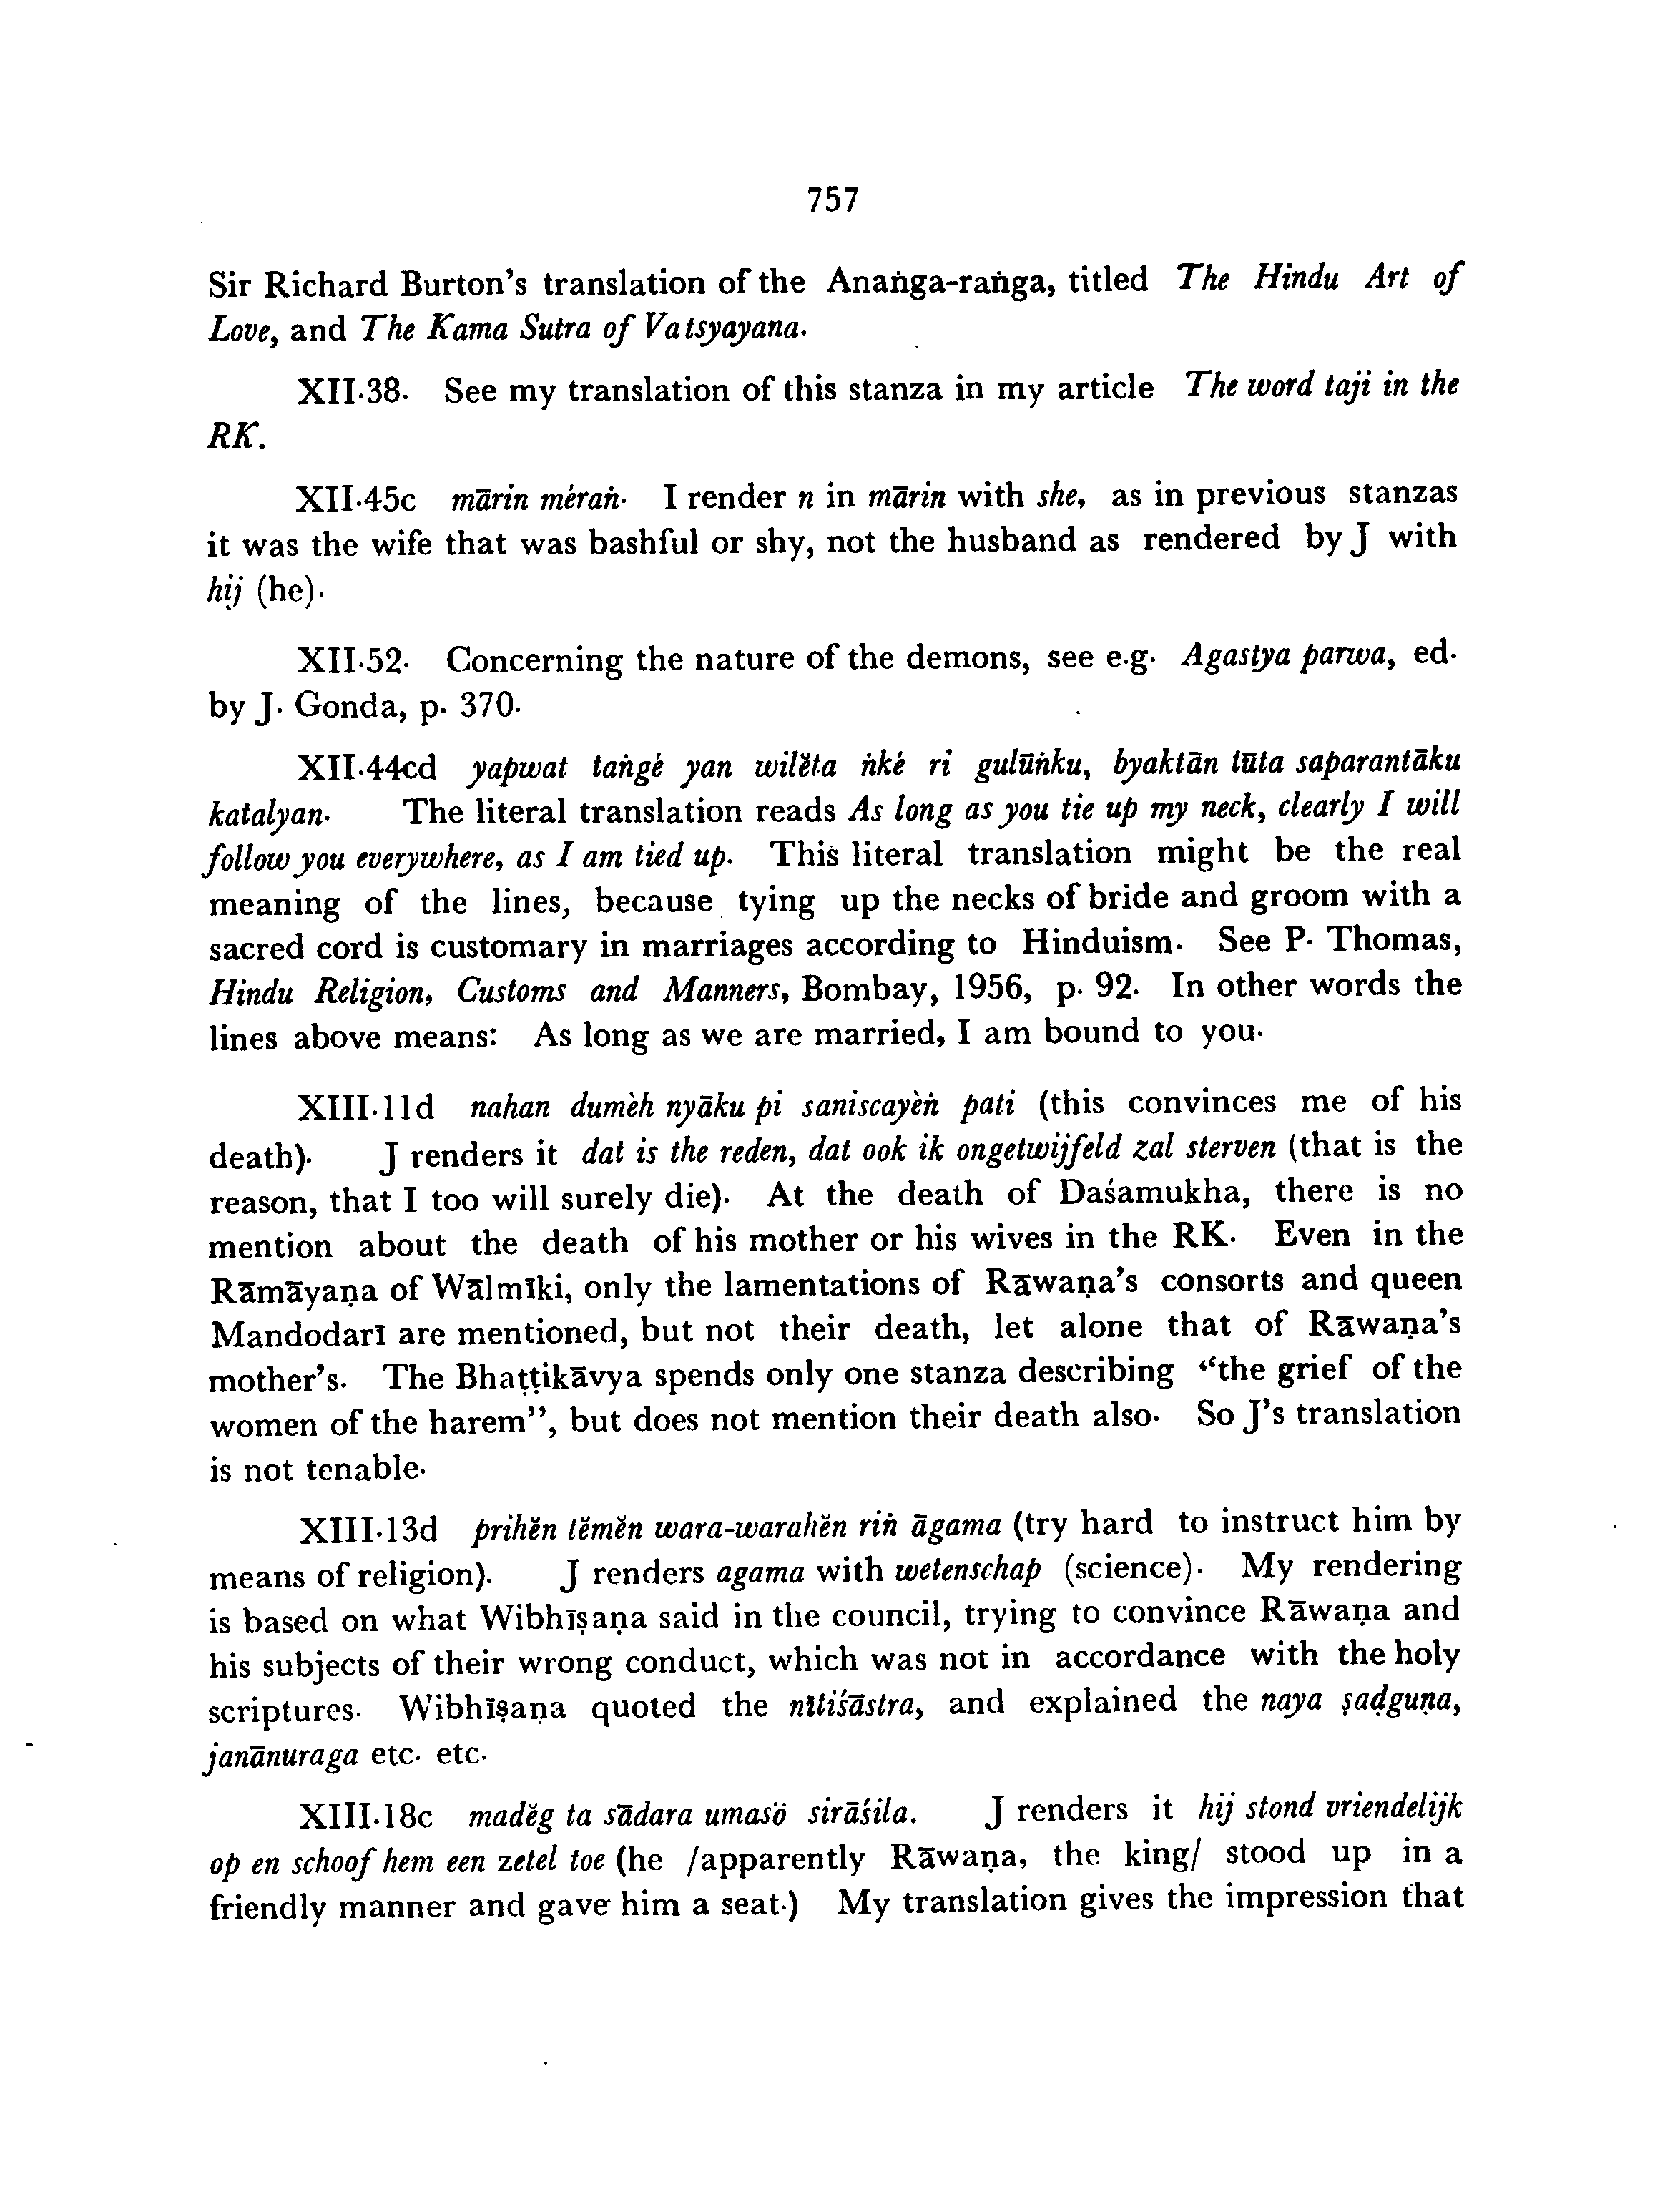 757
Sir Richard Burton's translation of the Anaṅga-raṅga, titled The Hindu Art of
Love, and The Kama Sutra of Vatsyayana.
XII.38. See my translation of this stanza in my article The word taji in the
RK.
XII.45c mārin méraṅ. I render n in mārin with she, as in previous stanzas
it was the wife that was bashful or shy, not the husband as rendered by J with
hij (he).
XII.52. Concerning the nature of the demons, see e.g. Agastya parwa, ed.
by J. Gonda, p. 370.
XII.44cd yapwat taṅgé yan wilĕta ṅké ri gulūṅku, byaktān tūta saparantāku
katalyan. The literal translation reads As long as you tie up my neck, clearly I will
follow you everywhere, as I am tied up. This literal translation might be the real
meaning of the lines, because tying up the necks of bride and groom with a
sacred cord is customary in marriages according to Hinduism. See P. Thomas,
Hindu Religion, Customs and Manners, Bombay, 1956, p. 92. In other words the
lines above means: As long as we are married, I am bound to you.
XIII.11d nahan dumèh nyāku pi saniscayèṅ pati (this convinces me of his
death). J renders it dat is the reden, dat ook ik ongetwijfeld zal sterven (that is the
reason, that I too will surely die). At the death of Daśamukha, there is no
mention about the death of his mother or his wives in the RK. Even in the
Rāmāyaṇa of Wālmīki, only the lamentations of Rāwaṇa's consorts and queen
Mandodarī are mentioned, but not their death, let alone that of Rāwaṇa's
mother's. The Bhaṭṭikāvya spends only one stanza describing "the grief of the
women of the harem", but does not mention their death also. So J's translation
is not tenable.
XIII.13d prihĕn tĕmĕn wara-warahĕn riṅ āgama (try hard to instruct him by
means of religion). J renders agama with wetenschap (science). My rendering
is based on what Wibhīṣaṇa said in the council, trying to convince Rāwaṇa and
his subjects of their wrong conduct, which was not in accordance with the holy
scriptures. Wibhīṣaṇa quoted the nītiśāstra, and explained the naya ṣaḍguṇa,
janānuraga etc. etc.
XIII.18c madĕg ta sādara umasö sirāśila. J renders it hij stond vriendelijk
op en schoof hem een zetel toe (he /apparently Rāwaṇa, the king/ stood up in a
friendly manner and gave him a seat.) My translation gives the impression that